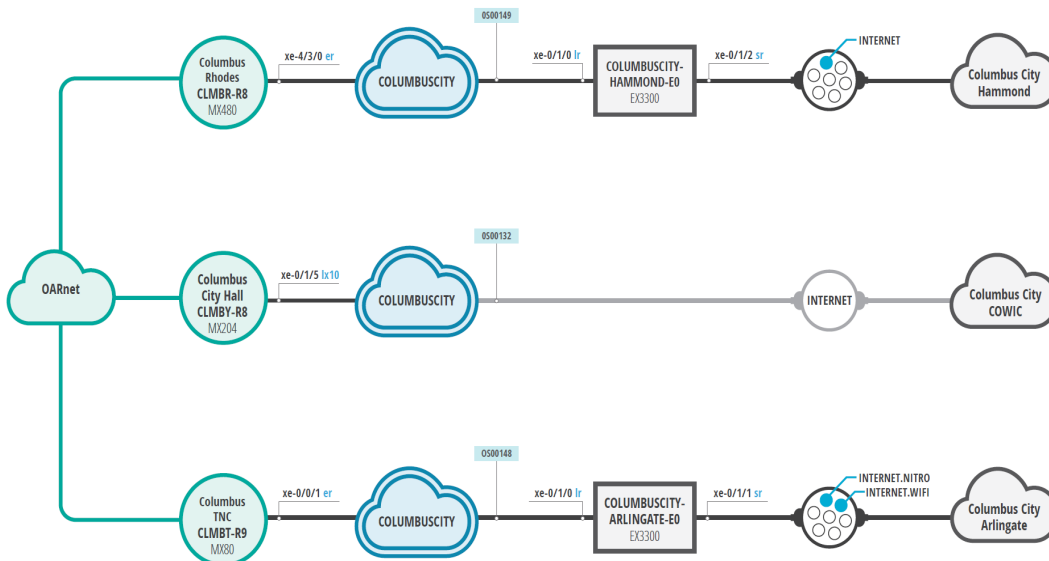 OARnet
Columbus
Rhodes
CLMBR-R8
MX480
xe-4/3/0 er
COLUMBUSCITY
0S00149
xe-0/1/0 lr
COLUMBUSCITY-
HAMMOND-E0
EX3300
xe-0/1/2 sr
INTERNET
Columbus City
Hammond
Columbus
City Hall
CLMBY-R8
MX204
xe-0/1/5 lx10
COLUMBUSCITY
0S00132
INTERNET
Columbus City
COWIC
Columbus
TNC
CLMBT-R9
MX80
xe-0/0/1 er
COLUMBUSCITY
OS00148
xe-0/1/0 lr
COLUMBUSCITY-
ARLINGATE-E0
EX3300
xe-0/1/1 sr
INTERNET.NITRO
INTERNET.WIFI
Columbus City
Arlingate